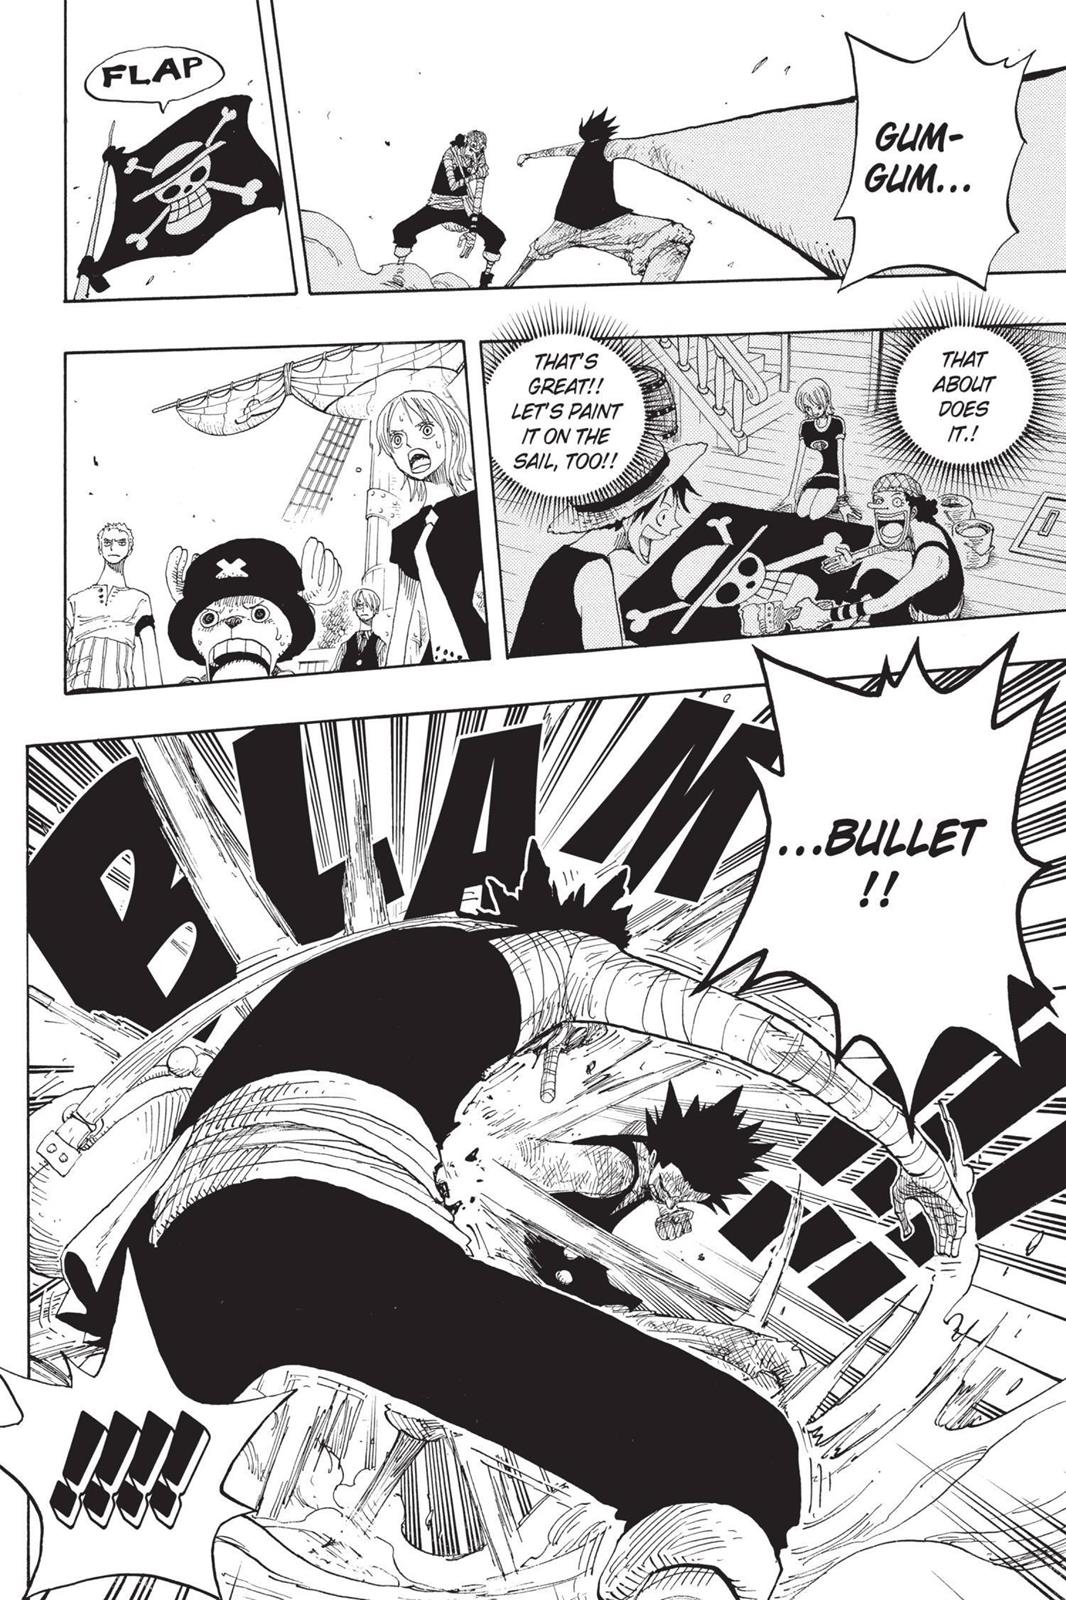 FLAP
GUM-
GUM...
THAT'S
GREAT!!
LET'S PAINT
IT ON THE
SAIL, TOO!!
THAT
ABOUT
DOES
IT.!
BLAM!!!
...BULLET
!!
!!!!